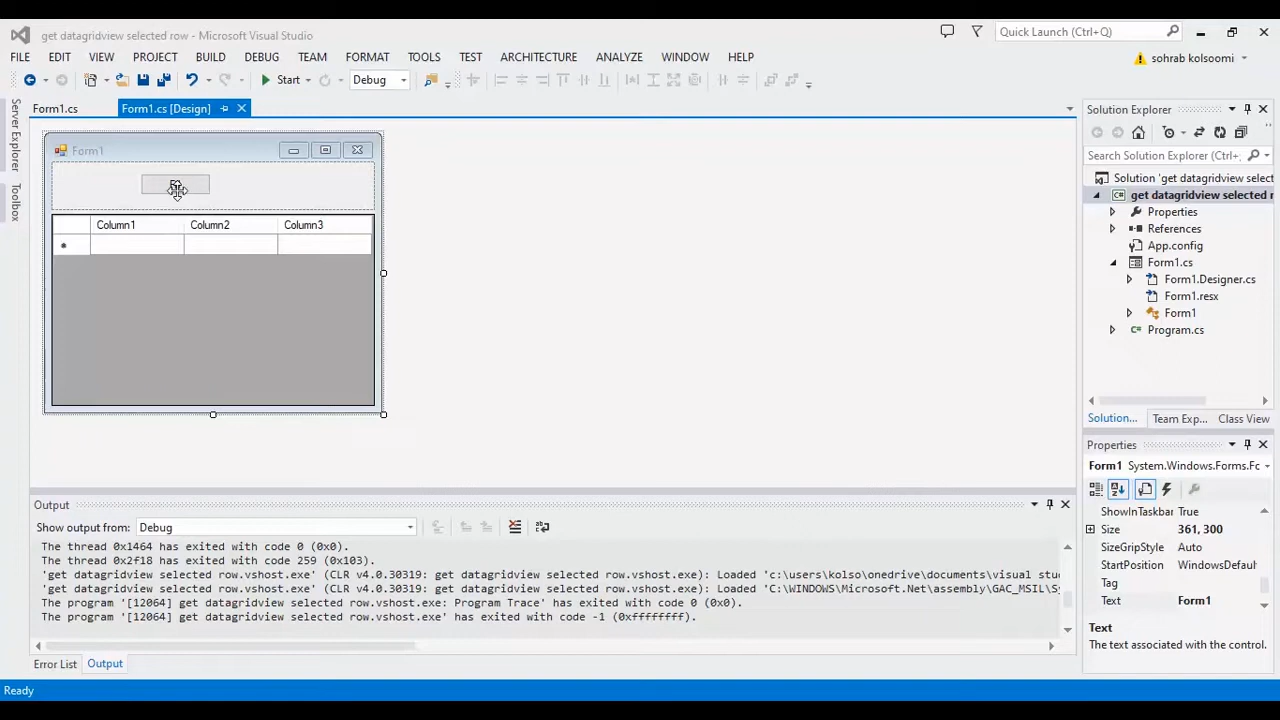 get datagridview selected row - Microsoft Visual Studio
Quick Launch (Ctrl+Q)
FILE EDIT VIEW PROJECT BUILD DEBUG TEAM FORMAT TOOLS TEST ARCHITECTURE ANALYZE WINDOW HELP
sohrab kolsoomi
Start Debug
Server Explorer
Toolbox
Form1.cs Form1.cs [Design]
Form1
Column1 Column2 Column3
Solution Explorer
Search Solution Explorer (Ctrl+;
Solution 'get datagridview select
get datagridview selected r
Properties
References
App.config
Form1.cs
Form1.Designer.cs
Form1.resx
Form1
Program.cs
Solution... Team Exp... Class View
Properties
Form1 System.Windows.Forms.Fc
ShowInTaskbar True
Size 361, 300
SizeGripStyle Auto
StartPosition WindowsDefaul
Tag
Text Form1
Text
The text associated with the control.
Output
Show output from: Debug
The thread 0x1464 has exited with code 0 (0x0).
The thread 0x2f18 has exited with code 259 (0x103).
'get datagridview selected row.vshost.exe' (CLR v4.0.30319: get datagridview selected row.vshost.exe): Loaded 'c:\users\kolso\onedrive\documents\visual stud
'get datagridview selected row.vshost.exe' (CLR v4.0.30319: get datagridview selected row.vshost.exe): Loaded 'C:\WINDOWS\Microsoft.Net\assembly\GAC_MSIL\Sy
The program '[12064] get datagridview selected row.vshost.exe: Program Trace' has exited with code 0 (0x0).
The program '[12064] get datagridview selected row.vshost.exe' has exited with code -1 (0xffffffff).
Error List Output
Ready